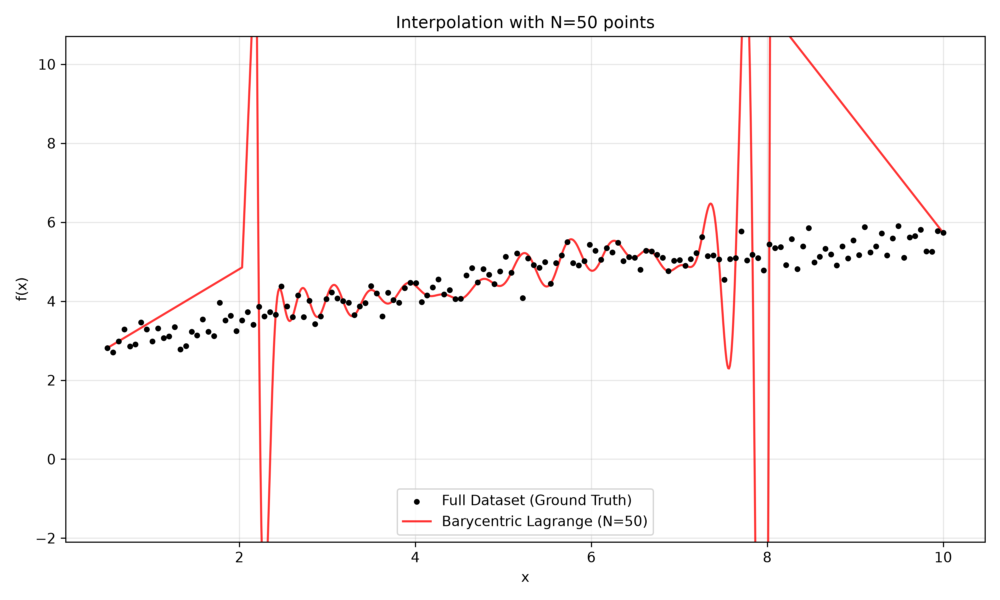 Interpolation with N=50 points
10
8
6
4
2
0
−2
f(x)
2
4
6
8
10
x
Full Dataset (Ground Truth)
Barycentric Lagrange (N=50)